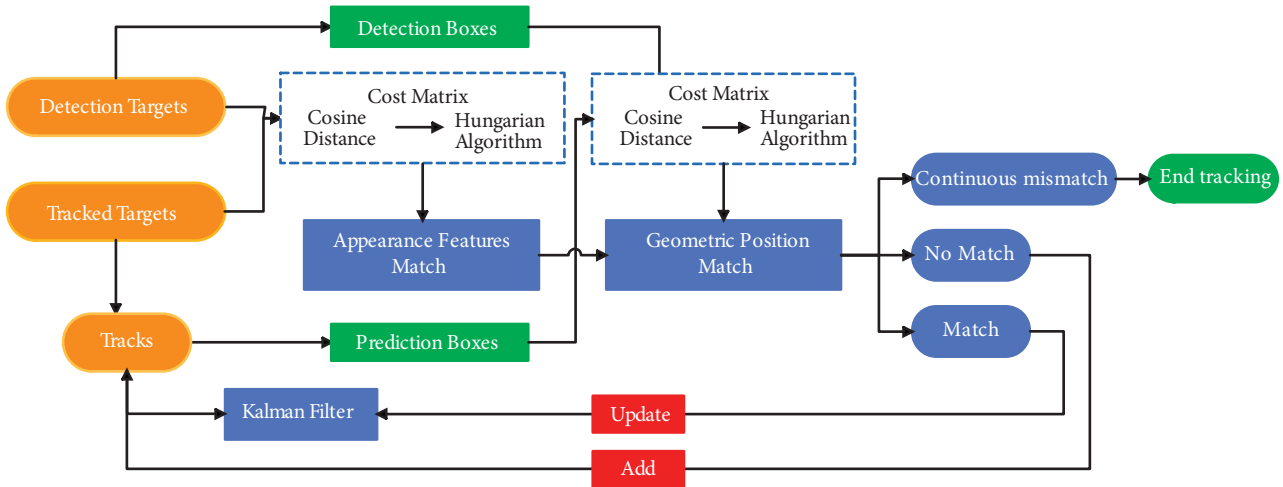 Detection Boxes
Detection Targets
Cost Matrix
Cosine
Distance
Hungarian
Algorithm
Cost Matrix
Cosine
Distance
Hungarian
Algorithm
Continuous mismatch
End tracking
Tracked Targets
Appearance Features
Match
Geometric Position
Match
No Match
Match
Tracks
Prediction Boxes
Kalman Filter
Update
Add